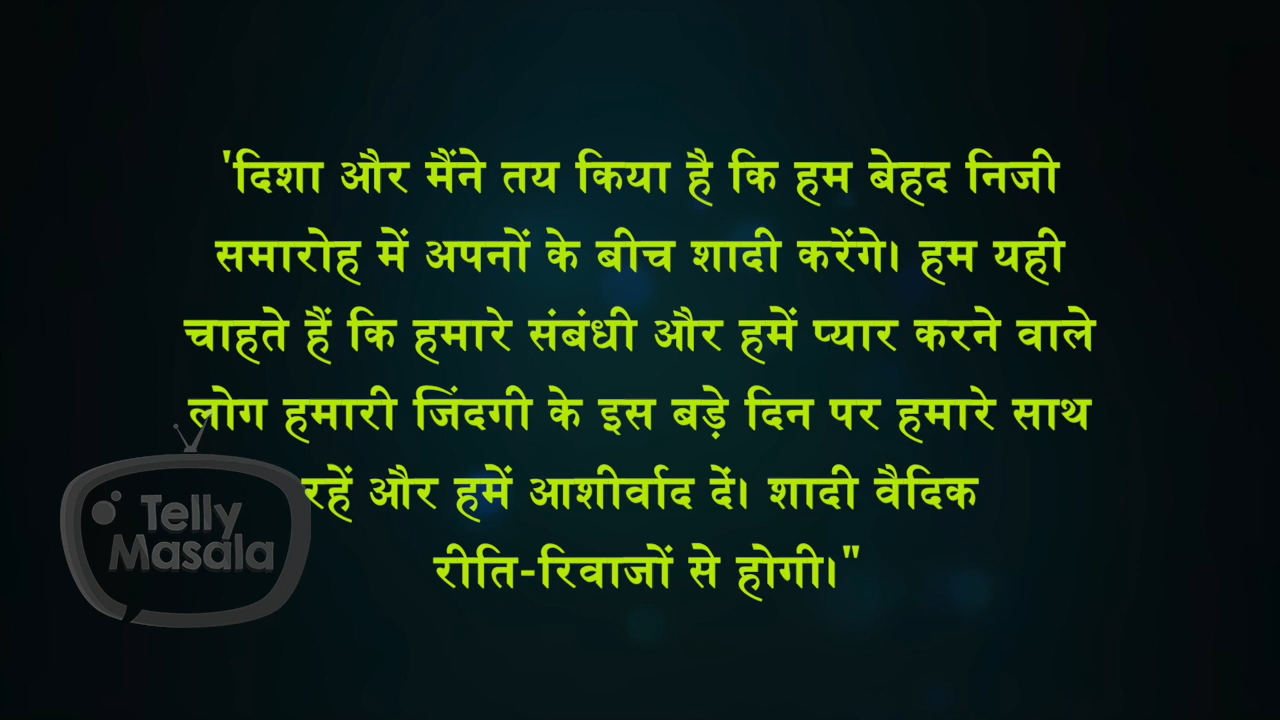 'दिशा और मैंने तय किया है कि हम बेहद निजी
समारोह में अपनों के बीच शादी करेंगे। हम यही
चाहते हैं कि हमारे संबंधी और हमें प्यार करने वाले
लोग हमारी जिंदगी के इस बड़े दिन पर हमारे साथ
रहें और हमें आशीर्वाद दें। शादी वैदिक
रीति-रिवाजों से होगी।"
Telly
Masala